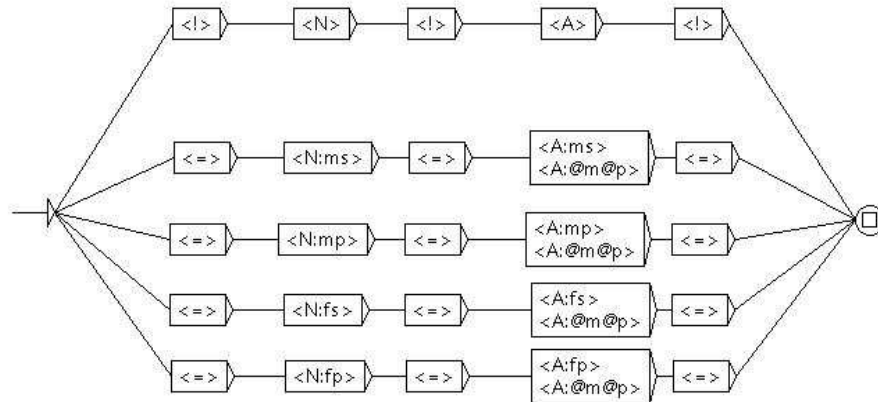 <!> <N> <!> <A> <!>
<=> <N:ms> <=> <A:ms> <=>
<A:@m@p>
<=> <N:mp> <=> <A:mp> <=>
<A:@m@p>
<=> <N:fs> <=> <A:fs> <=>
<A:@m@p>
<=> <N:fp> <=> <A:fp> <=>
<A:@m@p>